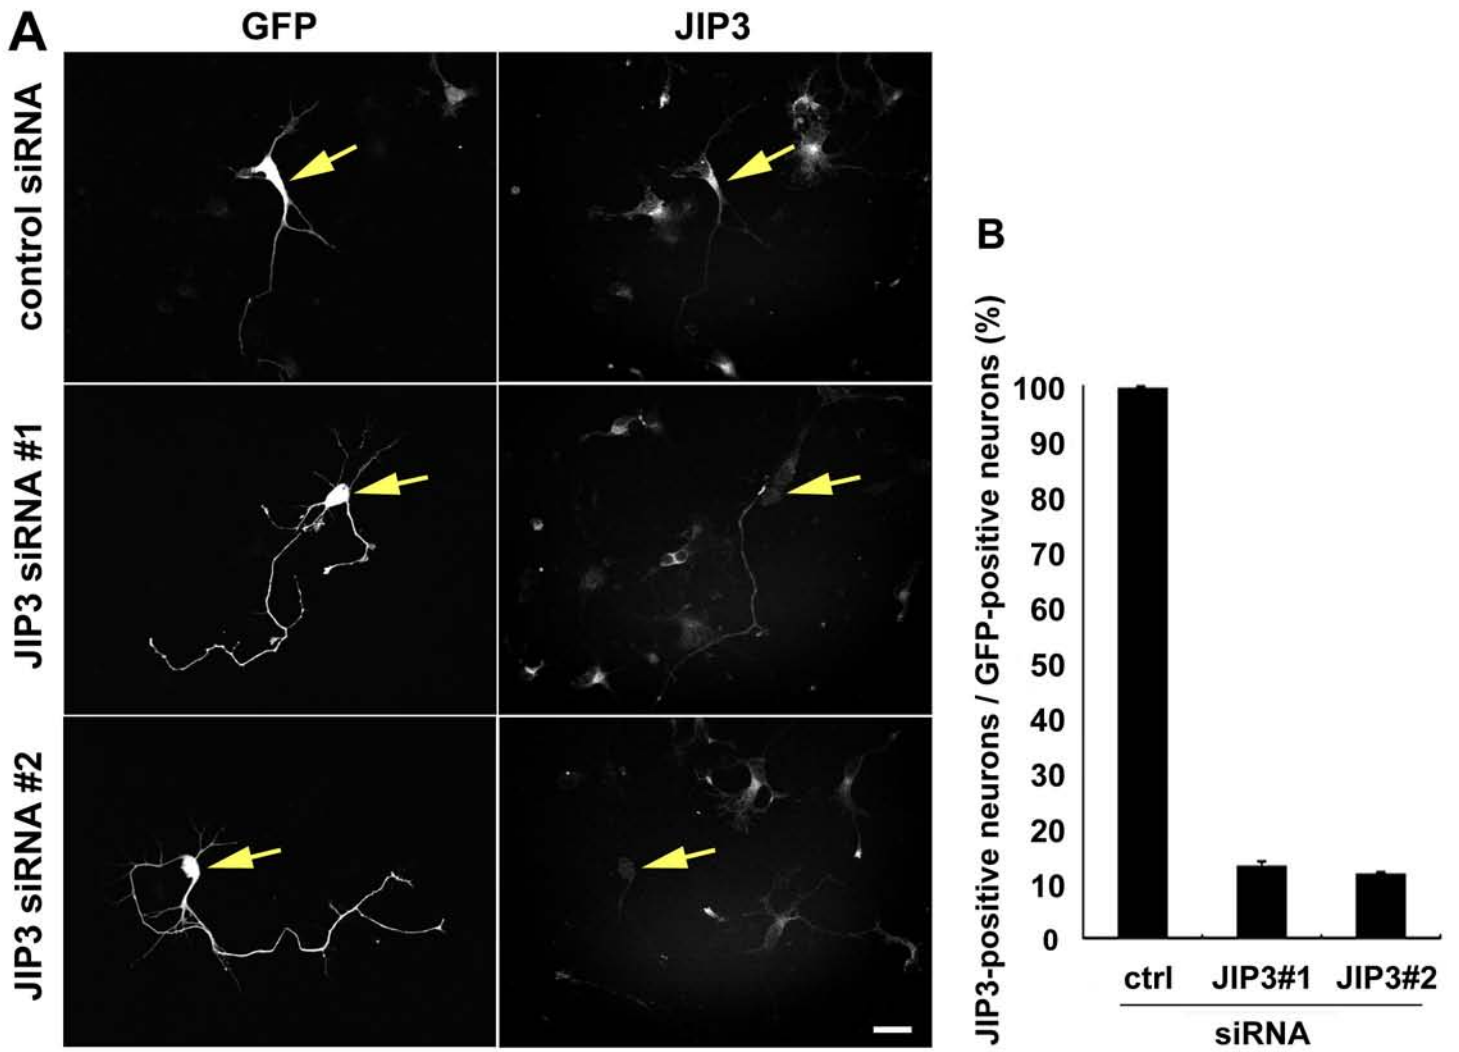 A
GFP
JIP3
control siRNA
JIP3 siRNA #1
JIP3 siRNA #2
B
JIP3-positive neurons / GFP-positive neurons (%)
100
90
80
70
60
50
40
30
20
10
0
ctrl
JIP3#1
JIP3#2
siRNA